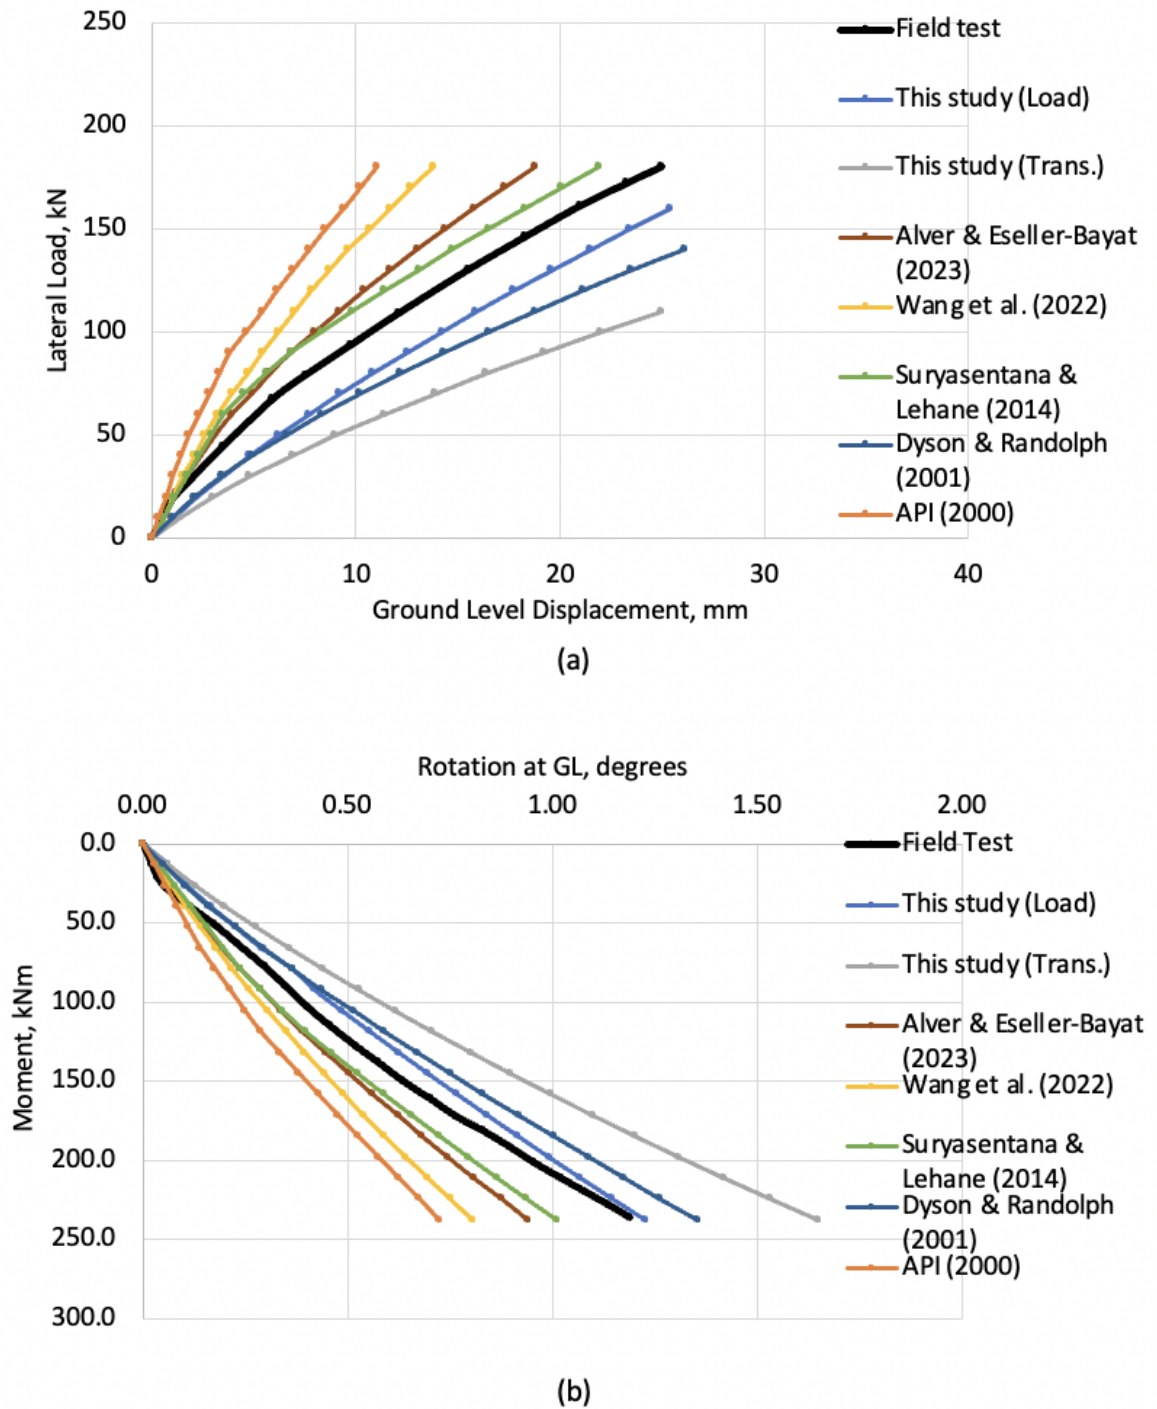 250
200
150
100
50
0
Lateral Load, kN
0 10 20 30 40
Ground Level Displacement, mm
Field test
This study (Load)
This study (Trans.)
Alver & Eseller-Bayat
(2023)
Wang et al. (2022)
Suryasentana &
Lehane (2014)
Dyson & Randolph
(2001)
API (2000)
(a)
Rotation at GL, degrees
0.00 0.50 1.00 1.50 2.00
0.0
50.0
100.0
150.0
200.0
250.0
300.0
Moment, kNm
Field Test
This study (Load)
This study (Trans.)
Alver & Eseller-Bayat
(2023)
Wang et al. (2022)
Suryasentana &
Lehane (2014)
Dyson & Randolph
(2001)
API (2000)
(b)